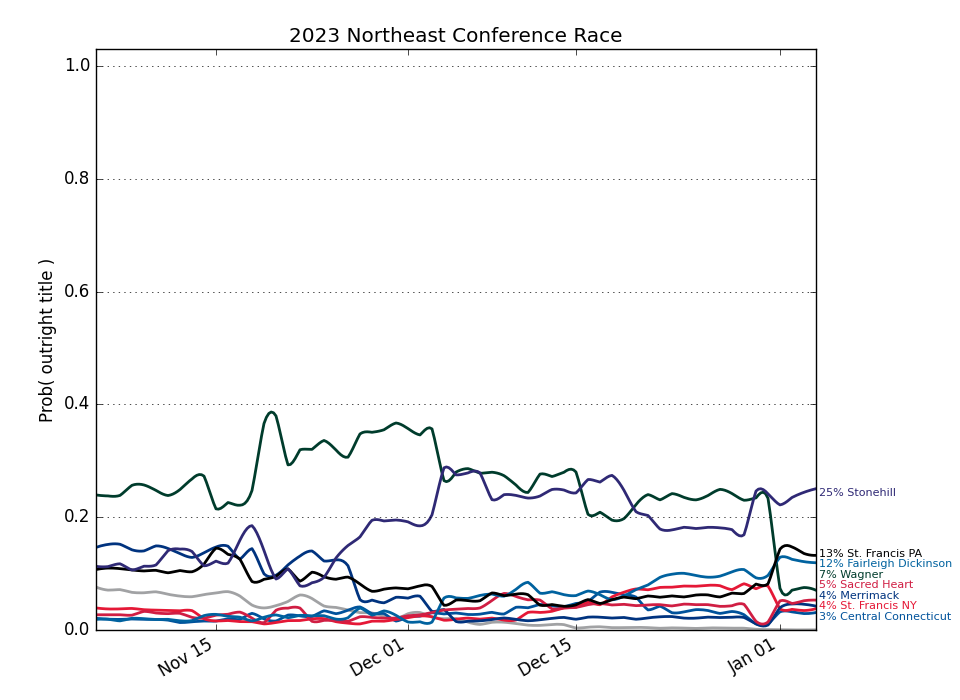 2023 Northeast Conference Race
Prob( outright title )
1.0
0.8
0.6
0.4
0.2
0.0
Nov 15
Dec 01
Dec 15
Jan 01
25% Stonehill
13% St. Francis PA
12% Fairleigh Dickinson
7% Wagner
5% Sacred Heart
4% Merrimack
4% St. Francis NY
3% Central Connecticut